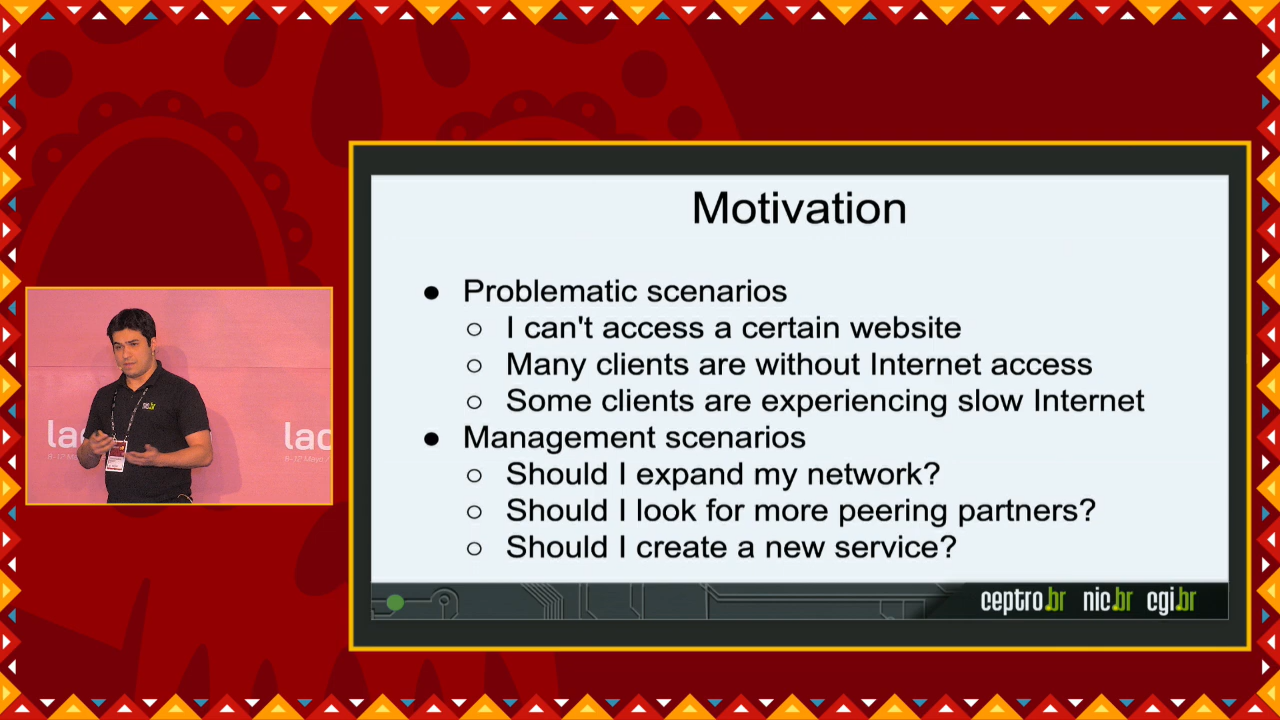 Motivation
● Problematic scenarios
○ I can't access a certain website
○ Many clients are without Internet access
○ Some clients are experiencing slow Internet
● Management scenarios
○ Should I expand my network?
○ Should I look for more peering partners?
○ Should I create a new service?
ceptro.br nic.br cgi.br
nic.br
lac